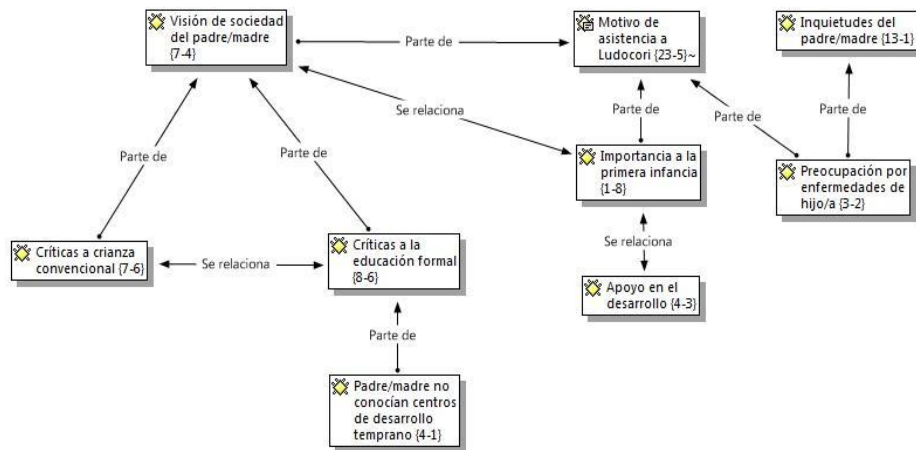 Visión de sociedad
del padre/madre
{7-4}
Parte de
Motivo de
asistencia a
Ludocori {23-5}~
Inquietudes del
padre/madre {13-1}
Se relaciona
Parte de
Parte de
Parte de
Parte de
Parte de
Importancia a la
primera infancia
{1-8}
Preocupación por
enfermedades de
hijo/a {3-2}
Críticas a crianza
convencional {7-6}
Se relaciona
Críticas a la
educación formal
{8-6}
Se relaciona
Apoyo en el
desarrollo {4-3}
Parte de
Padre/madre no
conocían centros
de desarrollo
temprano {4-1}